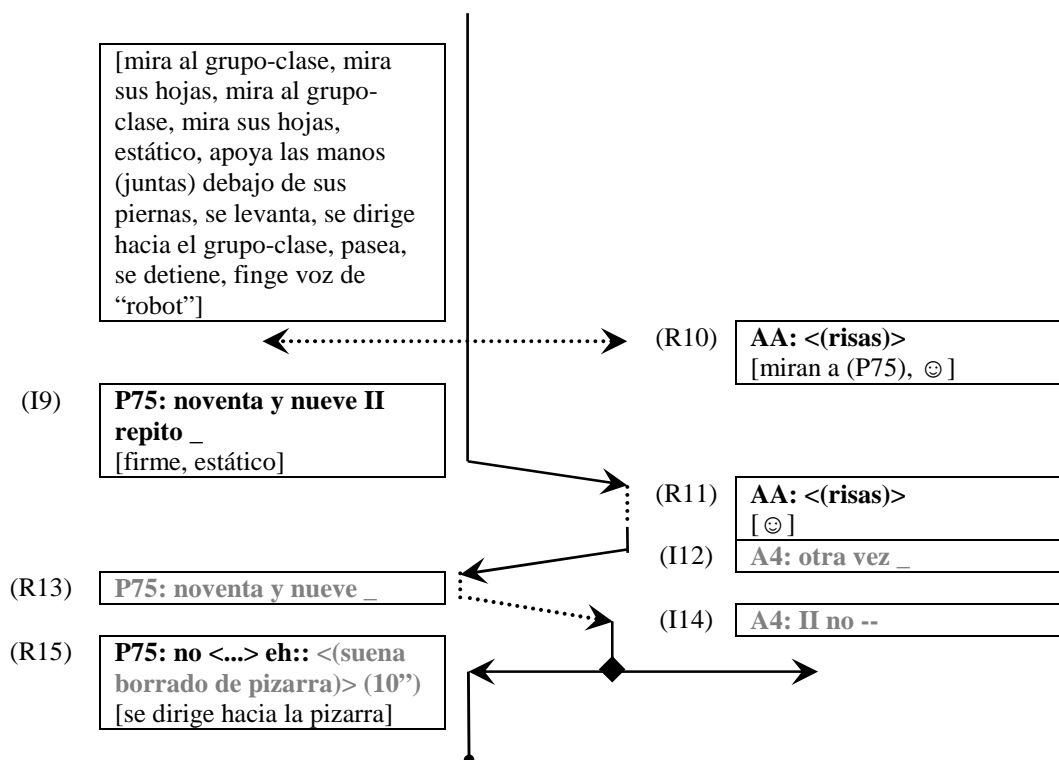 [mira al grupo-clase, mira
sus hojas, mira al grupo-
clase, mira sus hojas,
estático, apoya las manos
(juntas) debajo de sus
piernas, se levanta, se dirige
hacia el grupo-clase, pasea,
se detiene, finge voz de
“robot”]
(R10)
AA: <(risas)>
[miran a (P75), ☺]
(I9)
P75: noventa y nueve II
repito _
[firme, estático]
(R11)
AA: <(risas)>
[☺]
(I12)
A4: otra vez _
(R13)
P75: noventa y nueve _
(I14)
A4: II no --
(R15)
P75: no <...> eh:: <(suena
borrado de pizarra)> (10”)
[se dirige hacia la pizarra]